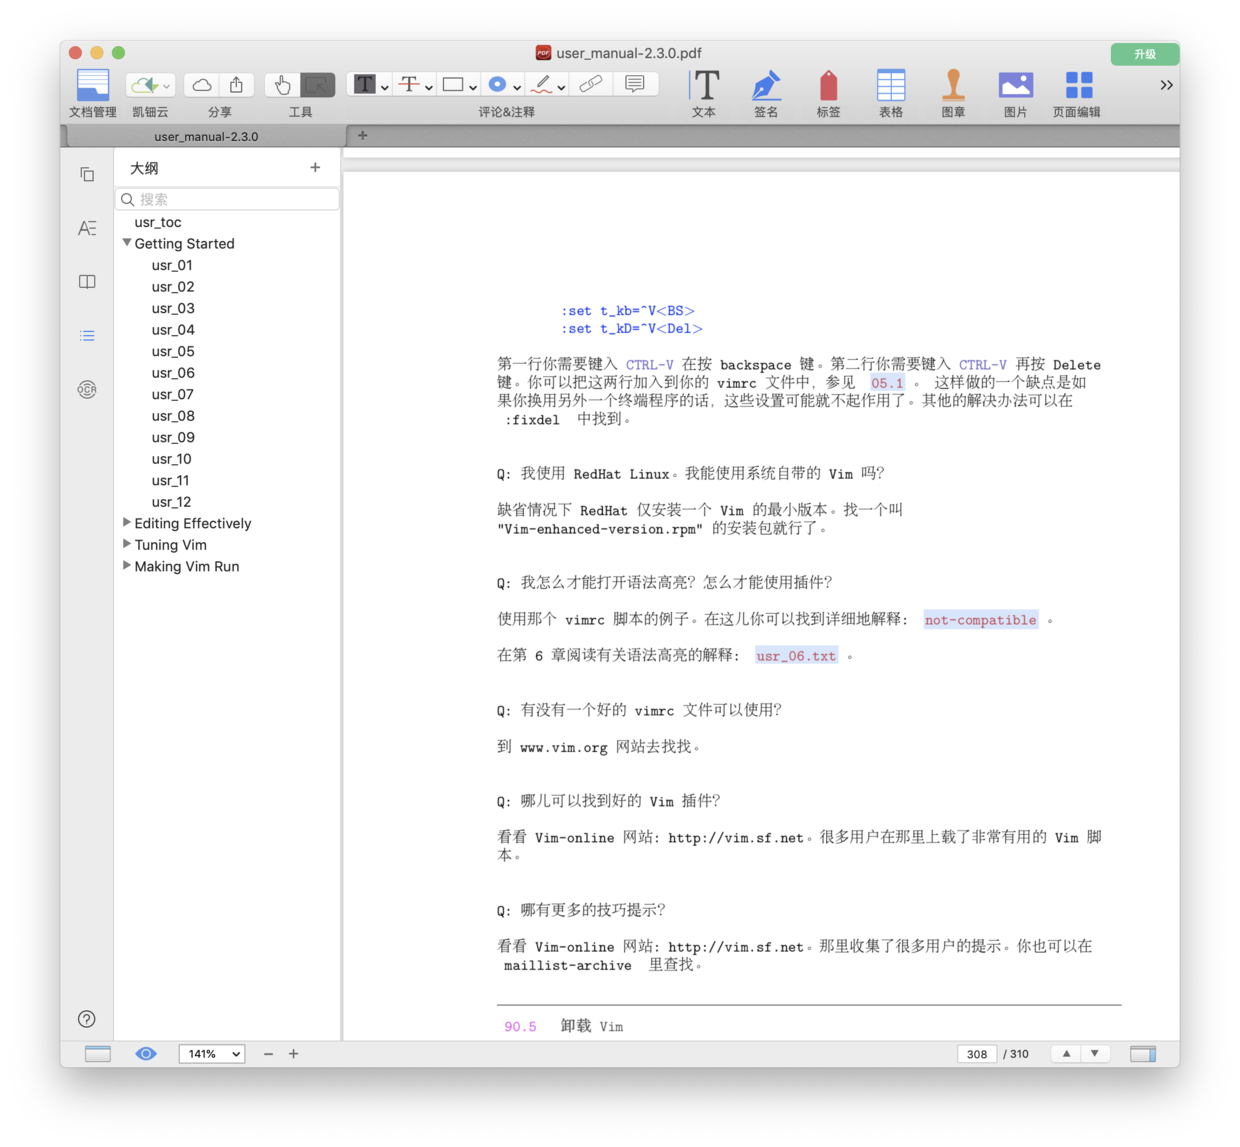 user_manual-2.3.0.pdf
升级
文档管理
凯钿云
分享
工具
评论&注释
文本
签名
标签
表格
图章
图片
页面编辑
user_manual-2.3.0
大纲
搜索
usr_toc
Getting Started
usr_01
usr_02
usr_03
usr_04
usr_05
usr_06
usr_07
usr_08
usr_09
usr_10
usr_11
usr_12
Editing Effectively
Tuning Vim
Making Vim Run
:set t_kb=^V<BS>
:set t_kD=^V<Del>
第一行你需要键入 CTRL-V 在按 backspace 键。第二行你需要键入 CTRL-V 再按 Delete
键。你可以把这两行加入到你的 vimrc 文件中，参见 05.1 。 这样做的一个缺点是如
果你换用另外一个终端程序的话，这些设置可能就不起作用了。其他的解决办法可以在
:fixdel 中找到。
Q: 我使用 RedHat Linux。我能使用系统自带的 Vim 吗？
缺省情况下 RedHat 仅安装一个 Vim 的最小版本。找一个叫
"Vim-enhanced-version.rpm" 的安装包就行了。
Q: 我怎么才能打开语法高亮？怎么才能使用插件？
使用那个 vimrc 脚本的例子。在这儿你可以找到详细地解释： not-compatible 。
在第 6 章阅读有关语法高亮的解释： usr_06.txt 。
Q: 有没有一个好的 vimrc 文件可以使用？
到 www.vim.org 网站去找找。
Q: 哪儿可以找到好的 Vim 插件？
看看 Vim-online 网站：http://vim.sf.net。很多用户在那里上载了非常有用的 Vim 脚
本。
Q: 哪有更多的技巧提示？
看看 Vim-online 网站：http://vim.sf.net。那里收集了很多用户的提示。你也可以在
maillist-archive 里查找。
90.5 卸载 Vim
141%
308 / 310